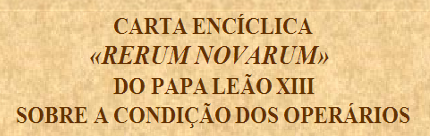 CARTA ENCÍCLICA
«RERUM NOVARUM»
DO PAPA LEÃO XIII
SOBRE A CONDIÇÃO DOS OPERÁRIOS